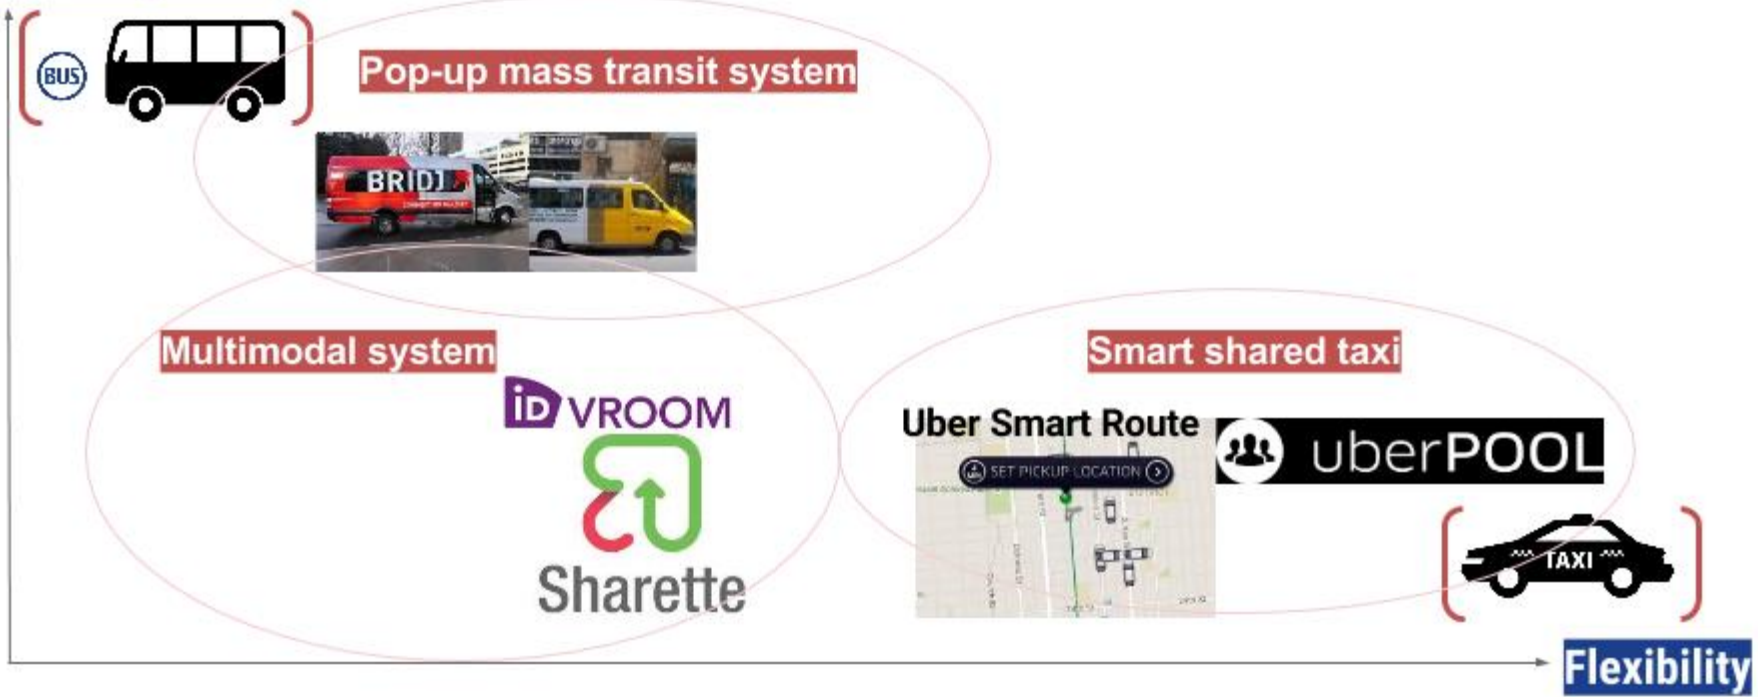 BUS
Pop-up mass transit system
BRIDJ
Multimodal system
Smart shared taxi
iD VROOM
Uber Smart Route
uberPOOL
SET PICKUP LOCATION
TAXI
Sharette
Flexibility